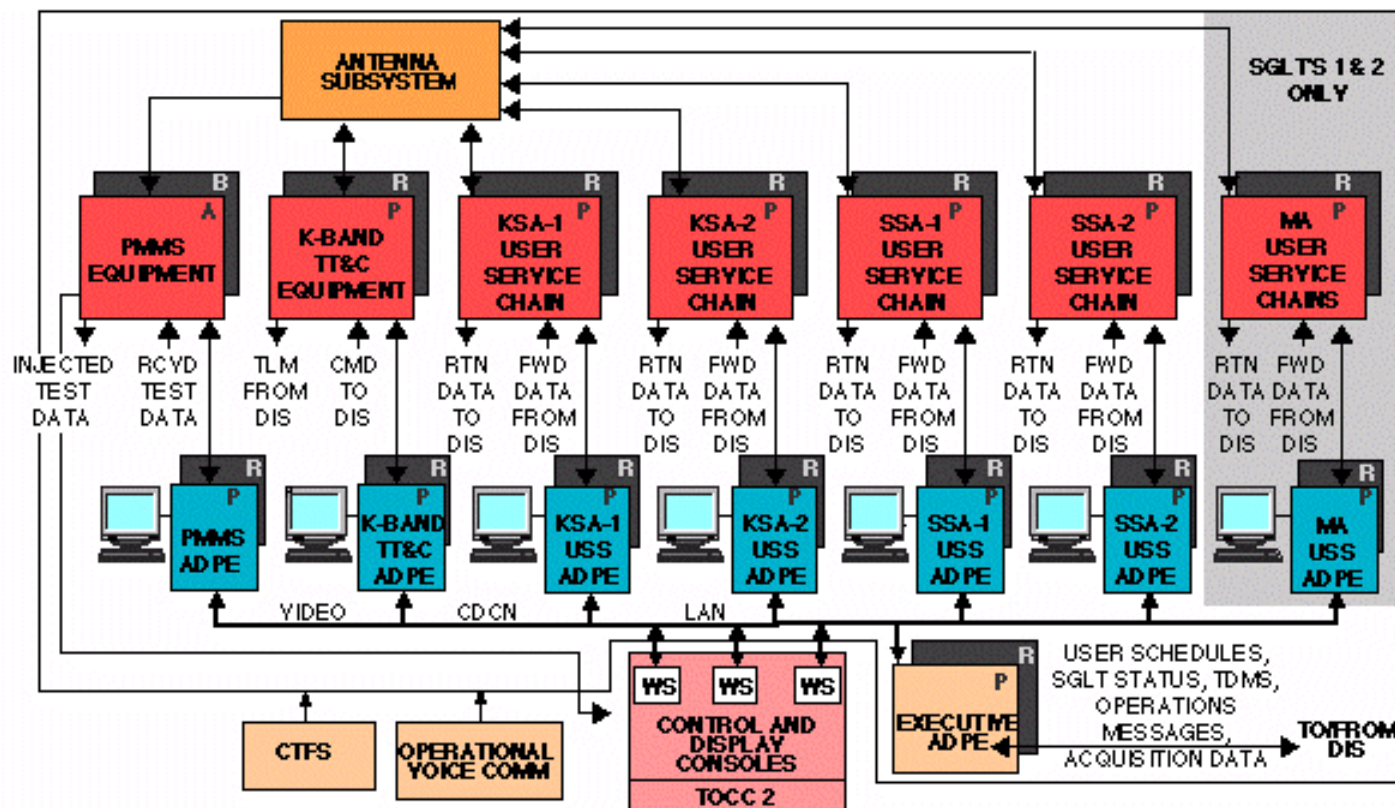 ANTENNA
SUBSYSTEM
SGLT'S 1 & 2
ONLY
B
A
PMMS
EQUIPMENT
R
P
K-BAND
TT&C
EQUIPMENT
R
P
KSA-1
USER
SERVICE
CHAIN
R
P
KSA-2
USER
SERVICE
CHAIN
R
P
SSA-1
USER
SERVICE
CHAIN
R
P
SSA-2
USER
SERVICE
CHAIN
R
P
MA
USER
SERVICE
CHAINS
INJECTED
TEST
DATA
RCVD
TEST
DATA
TLM
FROM
DIS
CMD
TO
DIS
RTN
DATA
TO
DIS
FWD
DATA
FROM
DIS
RTN
DATA
TO
DIS
FWD
DATA
FROM
DIS
RTN
DATA
TO
DIS
FWD
DATA
FROM
DIS
RTN
DATA
TO
DIS
FWD
DATA
FROM
DIS
RTN
DATA
TO
DIS
FWD
DATA
FROM
DIS
R
P
PMMS
ADPE
R
P
K-BAND
TT&C
ADPE
R
P
KSA-1
USS
ADPE
R
P
KSA-2
USS
ADPE
R
P
SSA-1
USS
ADPE
R
P
SSA-2
USS
ADPE
R
P
MA
USS
ADPE
VIDEO
CDCN
LAN
WS
WS
WS
CONTROL AND
DISPLAY
CONSOLES
TOCC 2
CTFS
OPERATIONAL
VOICE COMM
R
P
EXECUTIVE
ADPE
USER SCHEDULES,
SGLT STATUS, TDMS,
OPERATIONS
MESSAGES,
ACQUISITION DATA
TO/FROM
DIS